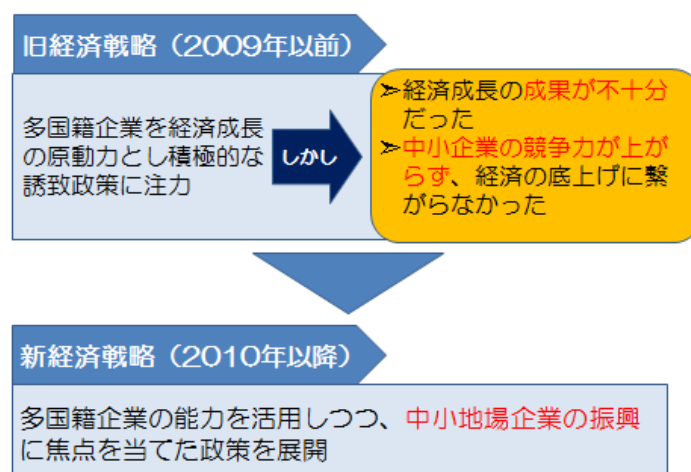 旧経済戦略（2009年以前）
多国籍企業を経済成長
の原動力とし積極的な
誘致政策に注力
しかし
➢経済成長の成果が不十分
だった
➢中小企業の競争力が上が
らず、経済の底上げに繋
がらなかった
新経済戦略（2010年以降）
多国籍企業の能力を活用しつつ、中小地場企業の振興
に焦点を当てた政策を展開